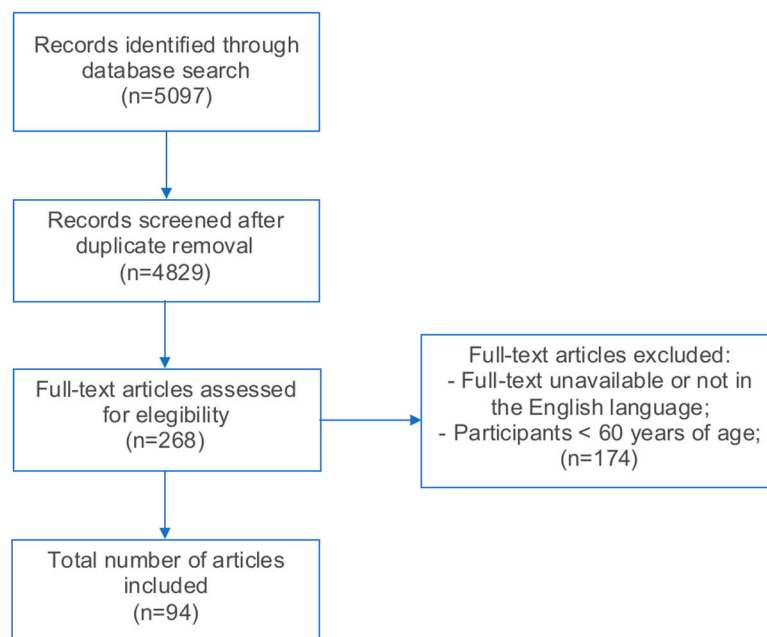 Records identified through
database search
(n=5097)
Records screened after
duplicate removal
(n=4829)
Full-text articles assessed
for elegibility
(n=268)
Full-text articles excluded:
- Full-text unavailable or not in
the English language;
- Participants < 60 years of age;
(n=174)
Total number of articles
included
(n=94)